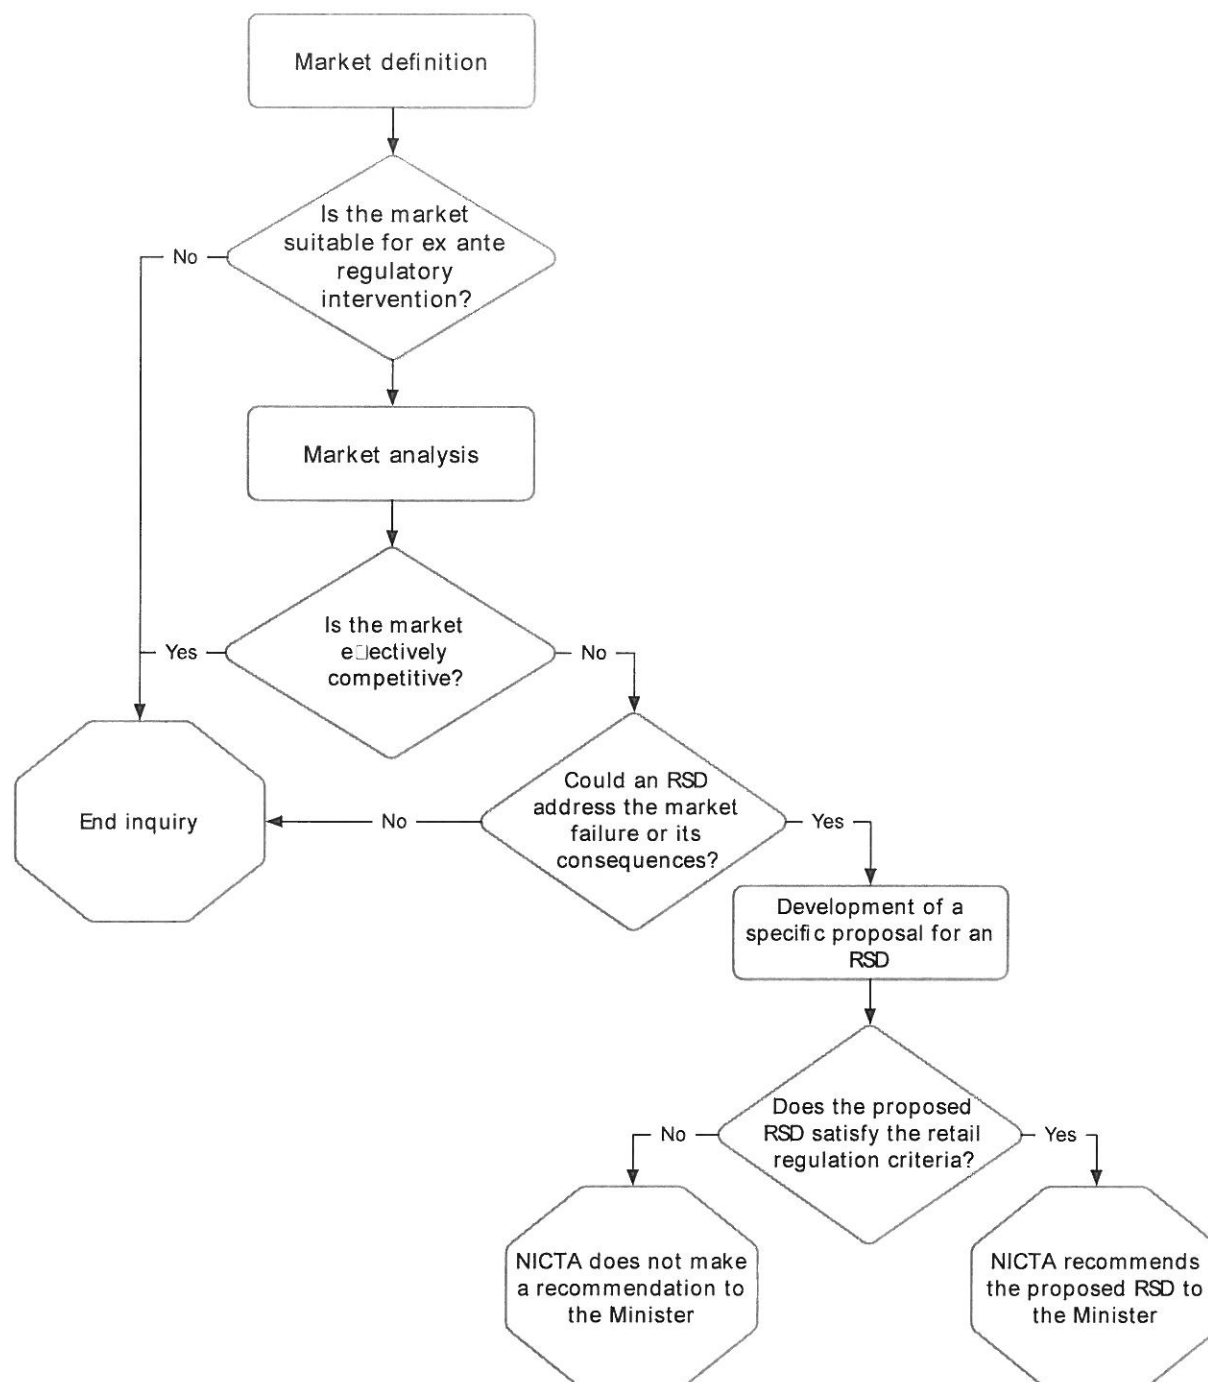 Market definition
Is the market
suitable for ex ante
regulatory
intervention?
No
Market analysis
Is the market
e□ectively
competitive?
Yes
No
Could an RSD
address the market
failure or its
consequences?
End inquiry
No
Yes
Development of a
specific proposal for an
RSD
Does the proposed
RSD satisfy the retail
regulation criteria?
No
Yes
NICTA does not make
a recommendation to
the Minister
NICTA recommends
the proposed RSD to
the Minister